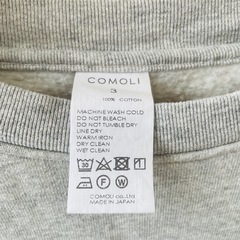 COMOLI
3
100% COTTON
MACHINE WASH COLD
DO NOT BLEACH
DO NOT TUMBLE DRY
LINE DRY
WARM IRON
DRY CLEAN
WET CLEAN
30
F W
COMOLI co.,Ltd
MADE IN JAPAN